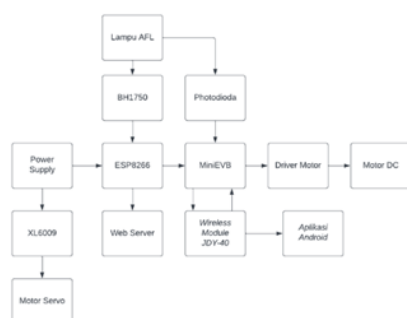 Lampu AFL
BH1750
Photodioda
Power
Supply
ESP8266
MiniEVB
Driver Motor
Motor DC
XL6009
Web Server
Wireless
Module
JDY-40
Aplikasi
Android
Motor Servo